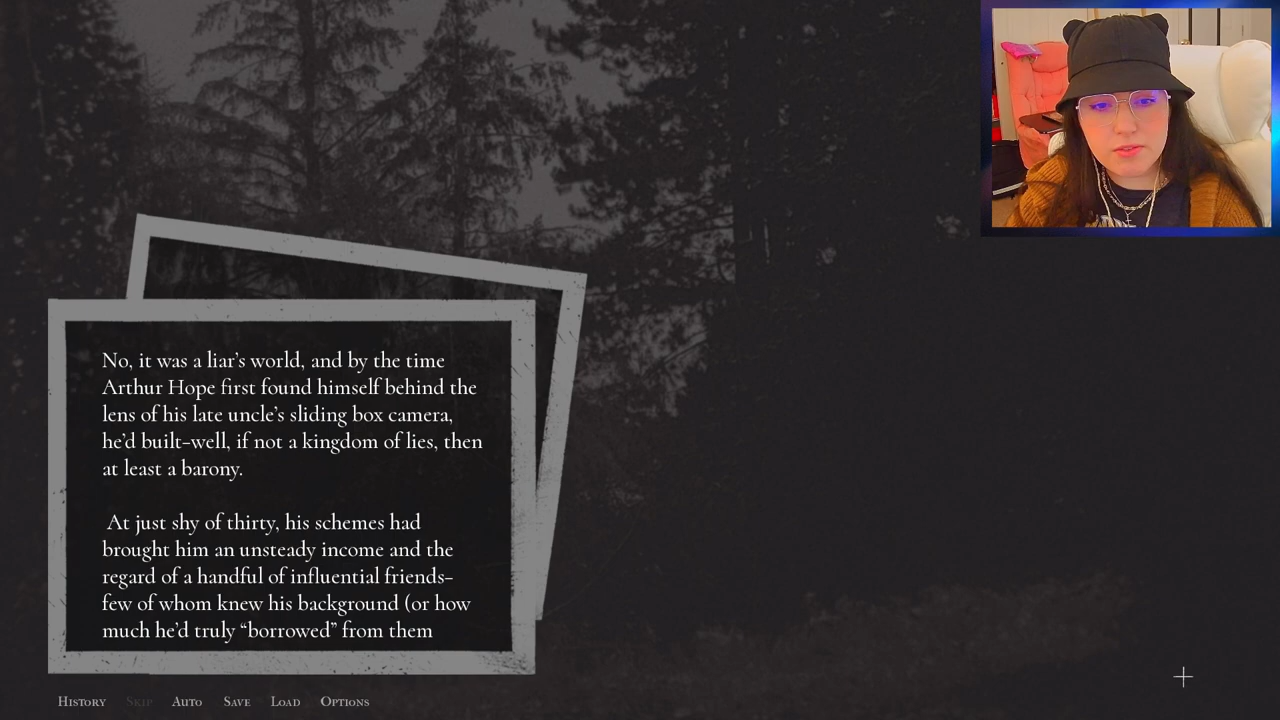 No, it was a liar's world, and by the time
Arthur Hope first found himself behind the
lens of his late uncle's sliding box camera,
he'd built–well, if not a kingdom of lies, then
at least a barony.
At just shy of thirty, his schemes had
brought him an unsteady income and the
regard of a handful of influential friends–
few of whom knew his background (or how
much he'd truly “borrowed” from them
History Skip Auto Save Load Options